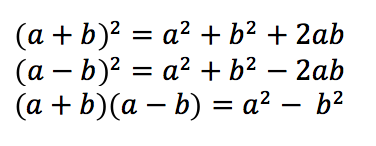 (a + b)² = a² + b² + 2ab
(a − b)² = a² + b² − 2ab
(a + b)(a − b) = a² − b²